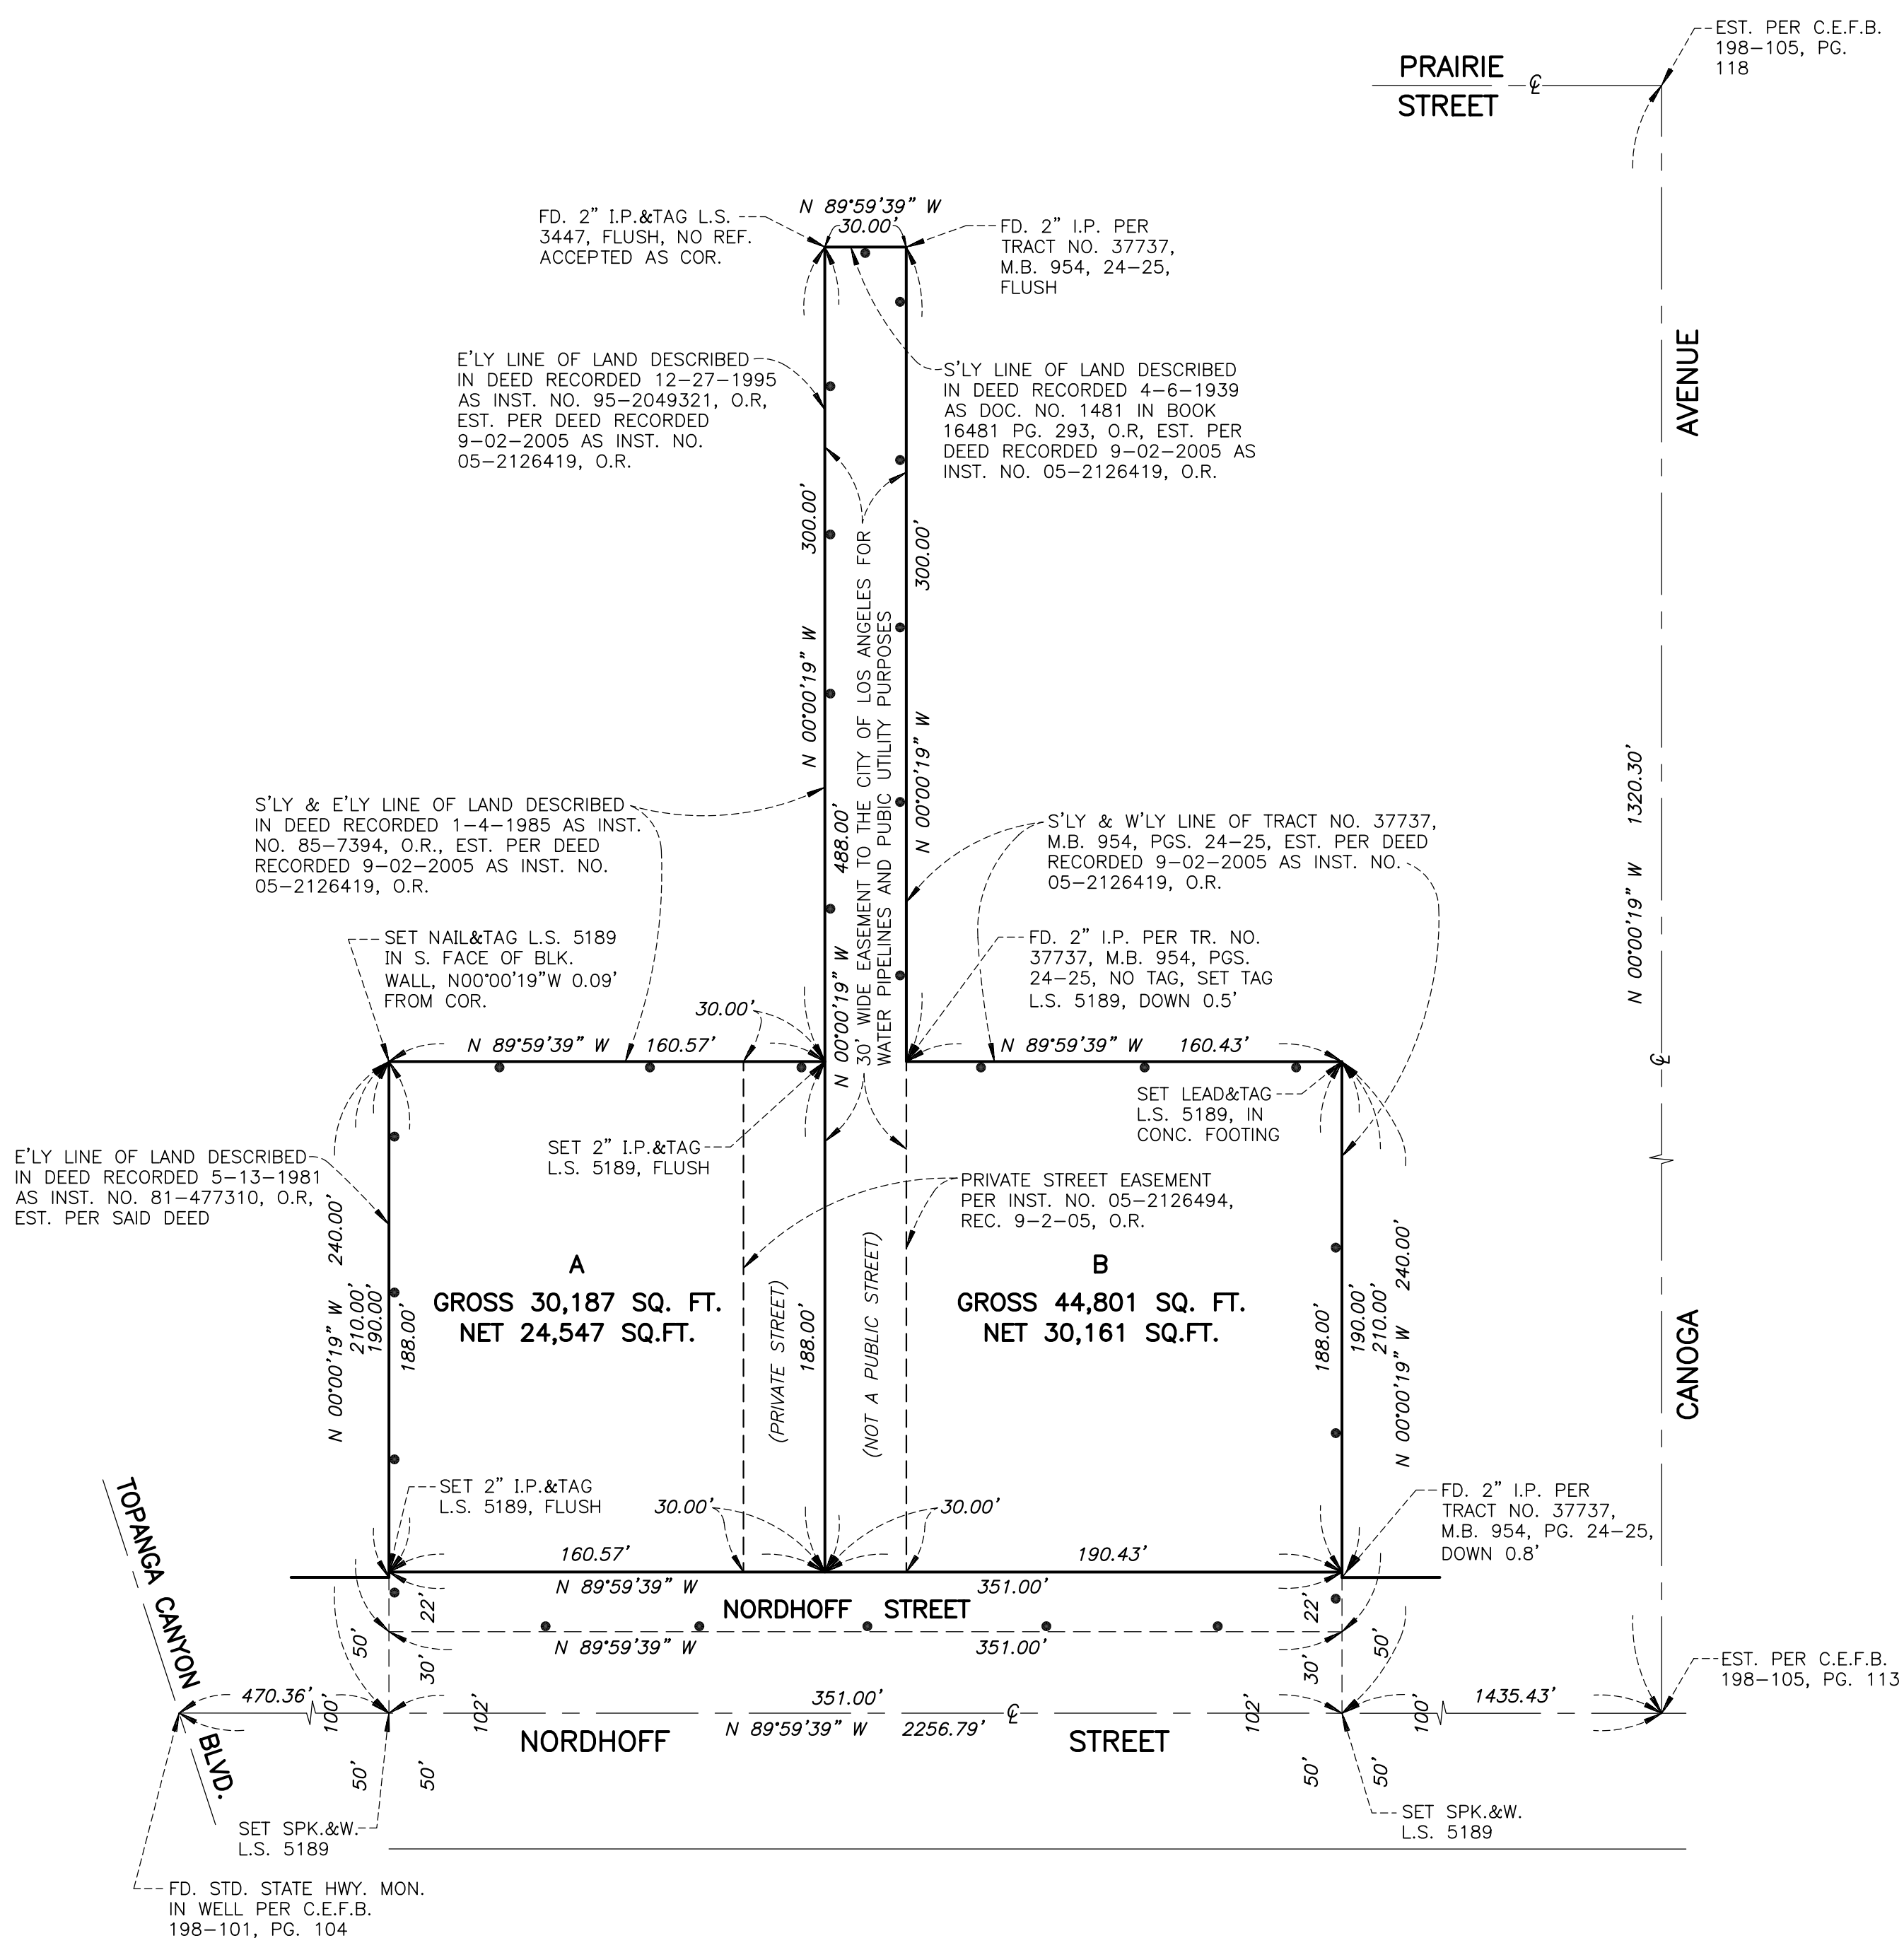 EST. PER C.E.F.B.
198-105, PG.
118
PRAIRIE
STREET
℄
N 89°59'39" W
30.00'
FD. 2" I.P.&TAG L.S.
3447, FLUSH, NO REF.
ACCEPTED AS COR.
FD. 2" I.P. PER
TRACT NO. 37737,
M.B. 954, 24-25,
FLUSH
E'LY LINE OF LAND DESCRIBED
IN DEED RECORDED 12-27-1995
AS INST. NO. 95-2049321, O.R,
EST. PER DEED RECORDED
9-02-2005 AS INST. NO.
05-2126419, O.R.
S'LY LINE OF LAND DESCRIBED
IN DEED RECORDED 4-6-1939
AS DOC. NO. 1481 IN BOOK
16481 PG. 293, O.R, EST. PER
DEED RECORDED 9-02-2005 AS
INST. NO. 05-2126419, O.R.
AVENUE
N 00°00'19" W 300.00'
N 00°00'19" W 300.00'
30' WIDE EASEMENT TO THE CITY OF LOS ANGELES FOR
WATER PIPELINES AND PUBIC UTILITY PURPOSES
N 00°00'19" W 488.00'
N 00°00'19" W 1320.30'
℄
S'LY & E'LY LINE OF LAND DESCRIBED
IN DEED RECORDED 1-4-1985 AS INST.
NO. 85-7394, O.R., EST. PER DEED
RECORDED 9-02-2005 AS INST. NO.
05-2126419, O.R.
S'LY & W'LY LINE OF TRACT NO. 37737,
M.B. 954, PGS. 24-25, EST. PER DEED
RECORDED 9-02-2005 AS INST. NO.
05-2126419, O.R.
SET NAIL&TAG L.S. 5189
IN S. FACE OF BLK.
WALL, N00°00'19"W 0.09'
FROM COR.
FD. 2" I.P. PER TR. NO.
37737, M.B. 954, PGS.
24-25, NO TAG, SET TAG
L.S. 5189, DOWN 0.5'
30.00'
N 89°59'39" W 160.57'
N 89°59'39" W 160.43'
SET LEAD&TAG
L.S. 5189, IN
CONC. FOOTING
SET 2" I.P.&TAG
L.S. 5189, FLUSH
E'LY LINE OF LAND DESCRIBED
IN DEED RECORDED 5-13-1981
AS INST. NO. 81-477310, O.R,
EST. PER SAID DEED
PRIVATE STREET EASEMENT
PER INST. NO. 05-2126494,
REC. 9-2-05, O.R.
N 00°00'19" W 240.00'
210.00'
190.00'
188.00'
A
GROSS 30,187 SQ. FT.
NET 24,547 SQ.FT.
(PRIVATE STREET)
188.00'
(NOT A PUBLIC STREET)
B
GROSS 44,801 SQ. FT.
NET 30,161 SQ.FT.
188.00'
190.00'
210.00'
N 00°00'19" W 240.00'
CANOGA
SET 2" I.P.&TAG
L.S. 5189, FLUSH
30.00'
30.00'
FD. 2" I.P. PER
TRACT NO. 37737,
M.B. 954, PG. 24-25,
DOWN 0.8'
TOPANGA CANYON
BLVD.
160.57'
190.43'
N 89°59'39" W 351.00'
22'
NORDHOFF STREET
22'
N 89°59'39" W 351.00'
50'
30'
30'
50'
EST. PER C.E.F.B.
198-105, PG. 113
470.36'
100'
102'
351.00'
102'
100'
1435.43'
℄
N 89°59'39" W 2256.79'
NORDHOFF STREET
50'
50'
50'
50'
SET SPK.&W.
L.S. 5189
SET SPK.&W.
L.S. 5189
FD. STD. STATE HWY. MON.
IN WELL PER C.E.F.B.
198-101, PG. 104